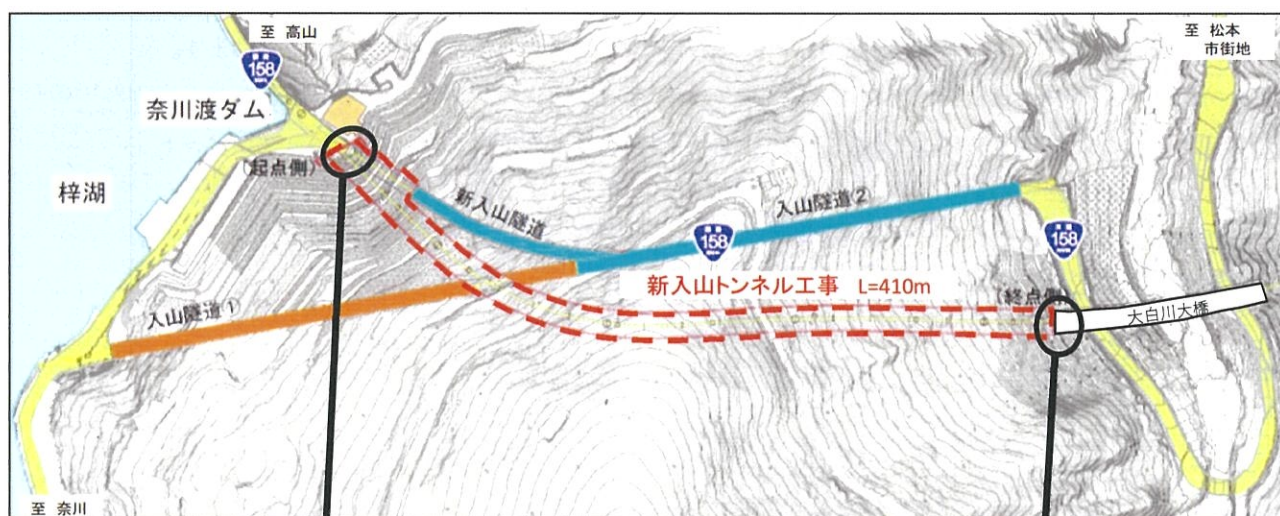 至 高山
至 松本
市街地
158
奈川渡ダム
(起点側)
梓湖
新入山隧道
入山隧道②
158
158
新入山トンネル工事 L=410m
(終点側)
入山隧道①
大白川大橋
至 奈川